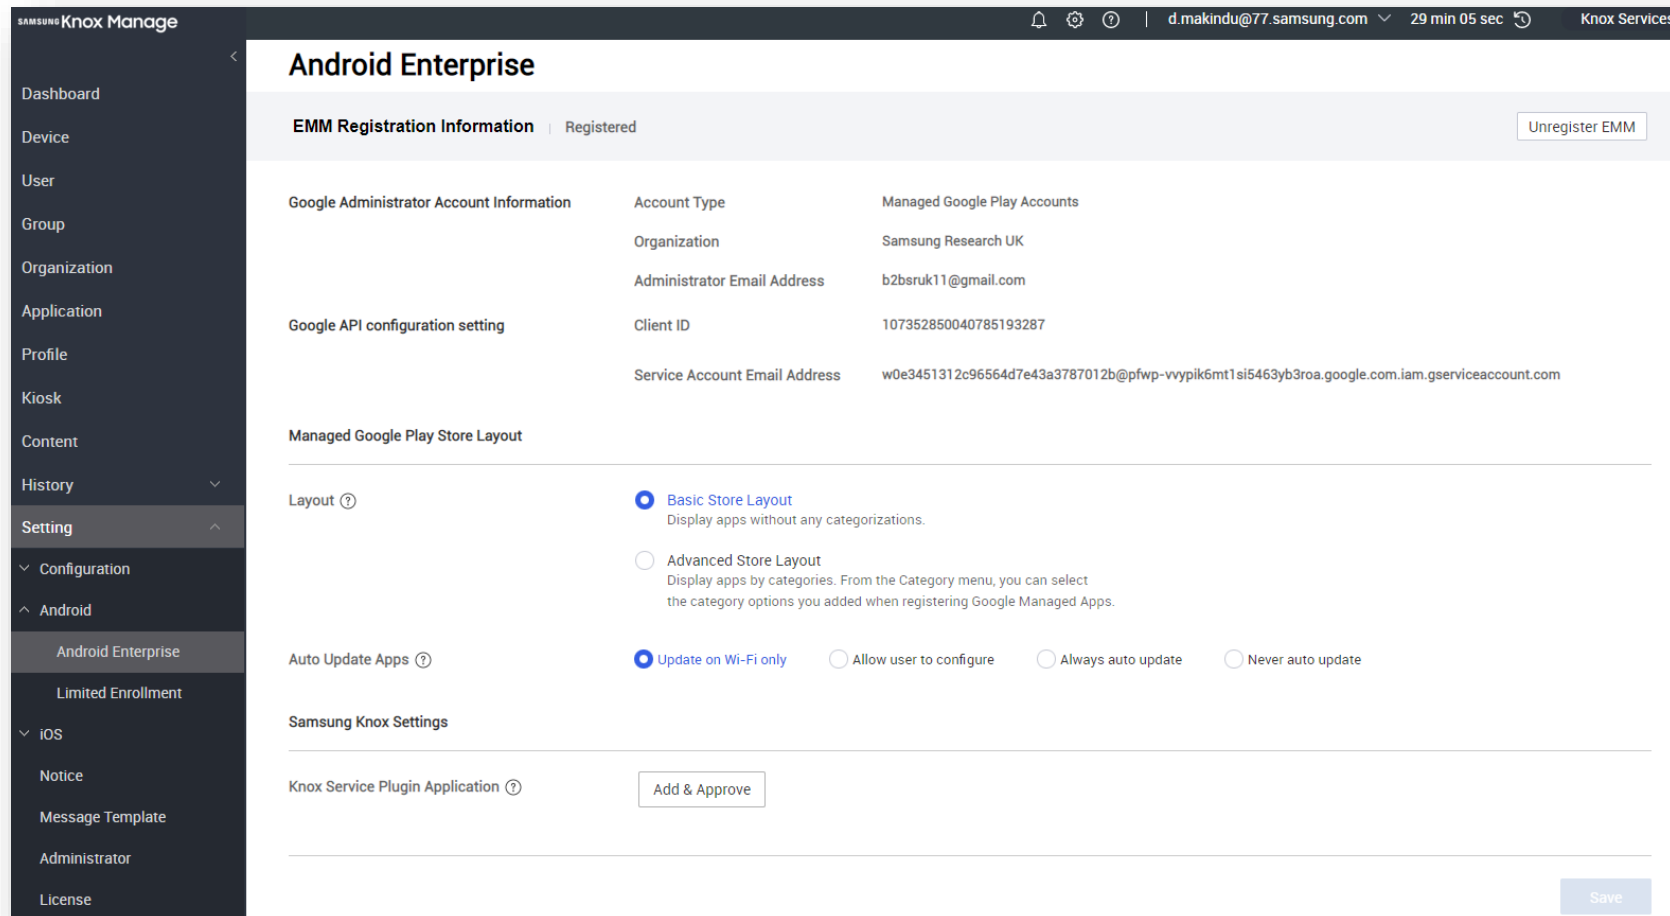 SAMSUNG Knox Manage
d.makindu@77.samsung.com
29 min 05 sec
Knox Services
Dashboard
Device
User
Group
Organization
Application
Profile
Kiosk
Content
History
Setting
Configuration
Android
Android Enterprise
Limited Enrollment
iOS
Notice
Message Template
Administrator
License
Android Enterprise
EMM Registration Information | Registered
Unregister EMM
Google Administrator Account Information
Account Type
Managed Google Play Accounts
Organization
Samsung Research UK
Administrator Email Address
b2bsruk11@gmail.com
Google API configuration setting
Client ID
107352850040785193287
Service Account Email Address
w0e3451312c96564d7e43a3787012b@pfwp-vvypik6mt1si5463yb3roa.google.com.iam.gserviceaccount.com
Managed Google Play Store Layout
Layout ?
Basic Store Layout
Display apps without any categorizations.
Advanced Store Layout
Display apps by categories. From the Category menu, you can select
the category options you added when registering Google Managed Apps.
Auto Update Apps ?
Update on Wi-Fi only
Allow user to configure
Always auto update
Never auto update
Samsung Knox Settings
Knox Service Plugin Application ?
Add & Approve
Save